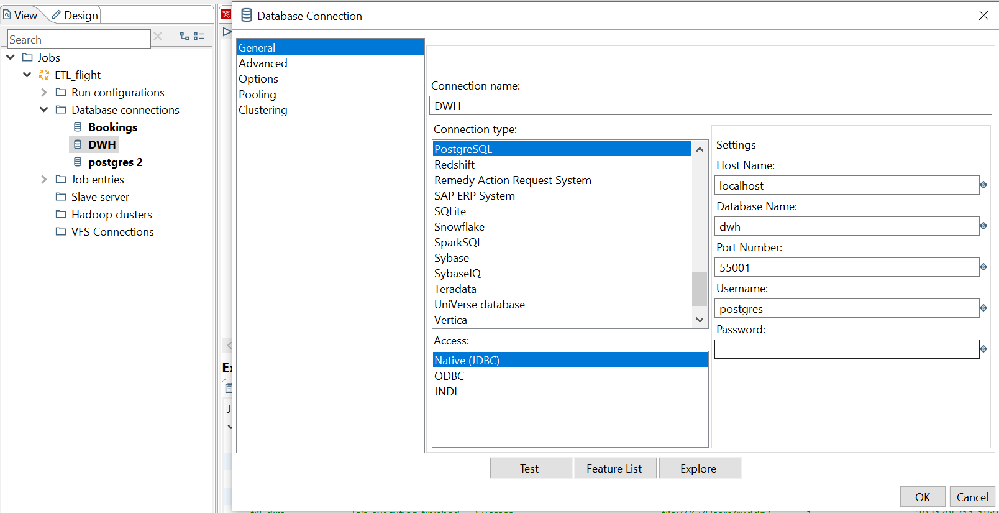 View
Design
Search
Jobs
ETL_flight
Run configurations
Database connections
Bookings
DWH
postgres 2
Job entries
Slave server
Hadoop clusters
VFS Connections
Database Connection
General
Advanced
Options
Pooling
Clustering
Connection name:
DWH
Connection type:
PostgreSQL
Redshift
Remedy Action Request System
SAP ERP System
SQLite
Snowflake
SparkSQL
Sybase
SybaseIQ
Teradata
UniVerse database
Vertica
Access:
Native (JDBC)
ODBC
JNDI
Settings
Host Name:
localhost
Database Name:
dwh
Port Number:
55001
Username:
postgres
Password:
Test
Feature List
Explore
OK
Cancel